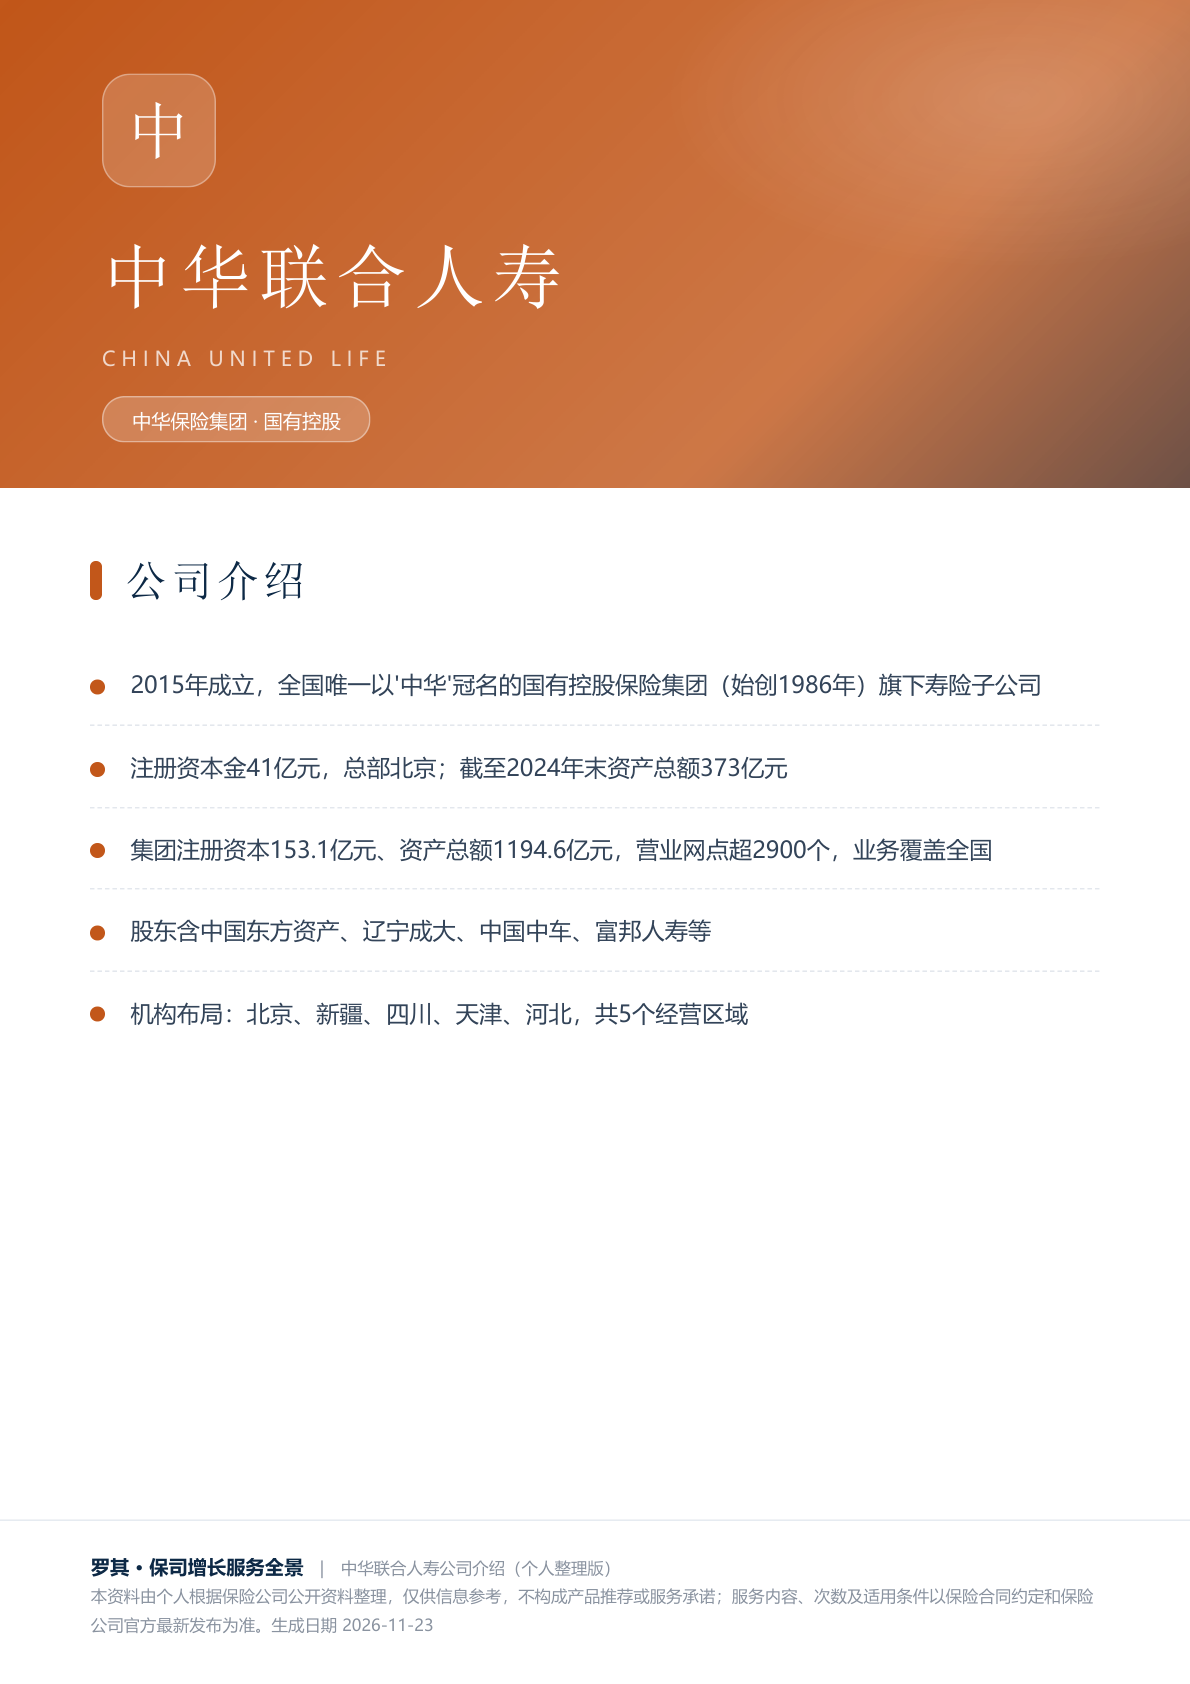 中
中华联合人寿
CHINA UNITED LIFE
中华保险集团 · 国有控股
公司介绍
2015年成立，全国唯一以'中华'冠名的国有控股保险集团（始创1986年）旗下寿险子公司
注册资本金41亿元，总部北京；截至2024年末资产总额373亿元
集团注册资本153.1亿元、资产总额1194.6亿元，营业网点超2900个，业务覆盖全国
股东含中国东方资产、辽宁成大、中国中车、富邦人寿等
机构布局：北京、新疆、四川、天津、河北，共5个经营区域
罗其 · 保司增长服务全景 | 中华联合人寿公司介绍（个人整理版）
本资料由个人根据保险公司公开资料整理，仅供信息参考，不构成产品推荐或服务承诺；服务内容、次数及适用条件以保险合同约定和保险
公司官方最新发布为准。生成日期 2026-11-23